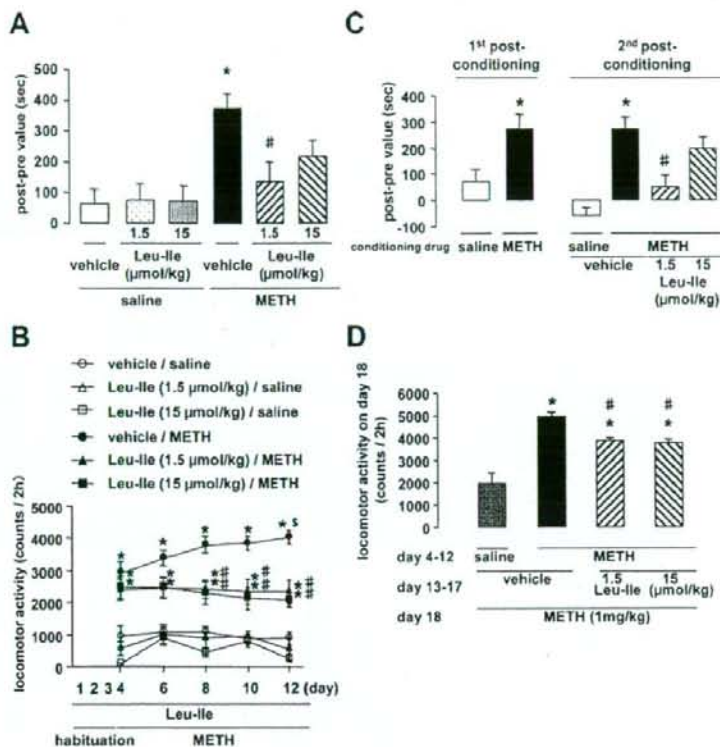 A
post-pre value (sec)
500
400
300
200
100
0
*
#
1.5 15 1.5 15
vehicle Leu-Ile (µmol/kg) vehicle Leu-Ile (µmol/kg)
saline METH
B
vehicle / saline
Leu-Ile (1.5 µmol/kg) / saline
Leu-Ile (15 µmol/kg) / saline
vehicle / METH
Leu-Ile (1.5 µmol/kg) / METH
Leu-Ile (15 µmol/kg) / METH
locomotor activity (counts / 2h)
5000
4000
3000
2000
1000
0
* * * * * $
* * * # * # * #
* * * # * # * #
1 2 3 4 6 8 10 12 (day)
Leu-Ile
habituation METH
C
1st post-conditioning
2nd post-conditioning
post-pre value (sec)
500
400
300
200
100
0
-100
* *
#
conditioning drug saline METH saline METH
vehicle 1.5 15
Leu-Ile
(µmol/kg)
D
locomotor activity on day 18
(counts / 2h)
6000
5000
4000
3000
2000
1000
0
# #
* * *
day 4-12 saline METH
day 13-17 vehicle 1.5 15
Leu-Ile (µmol/kg)
day 18 METH (1mg/kg)